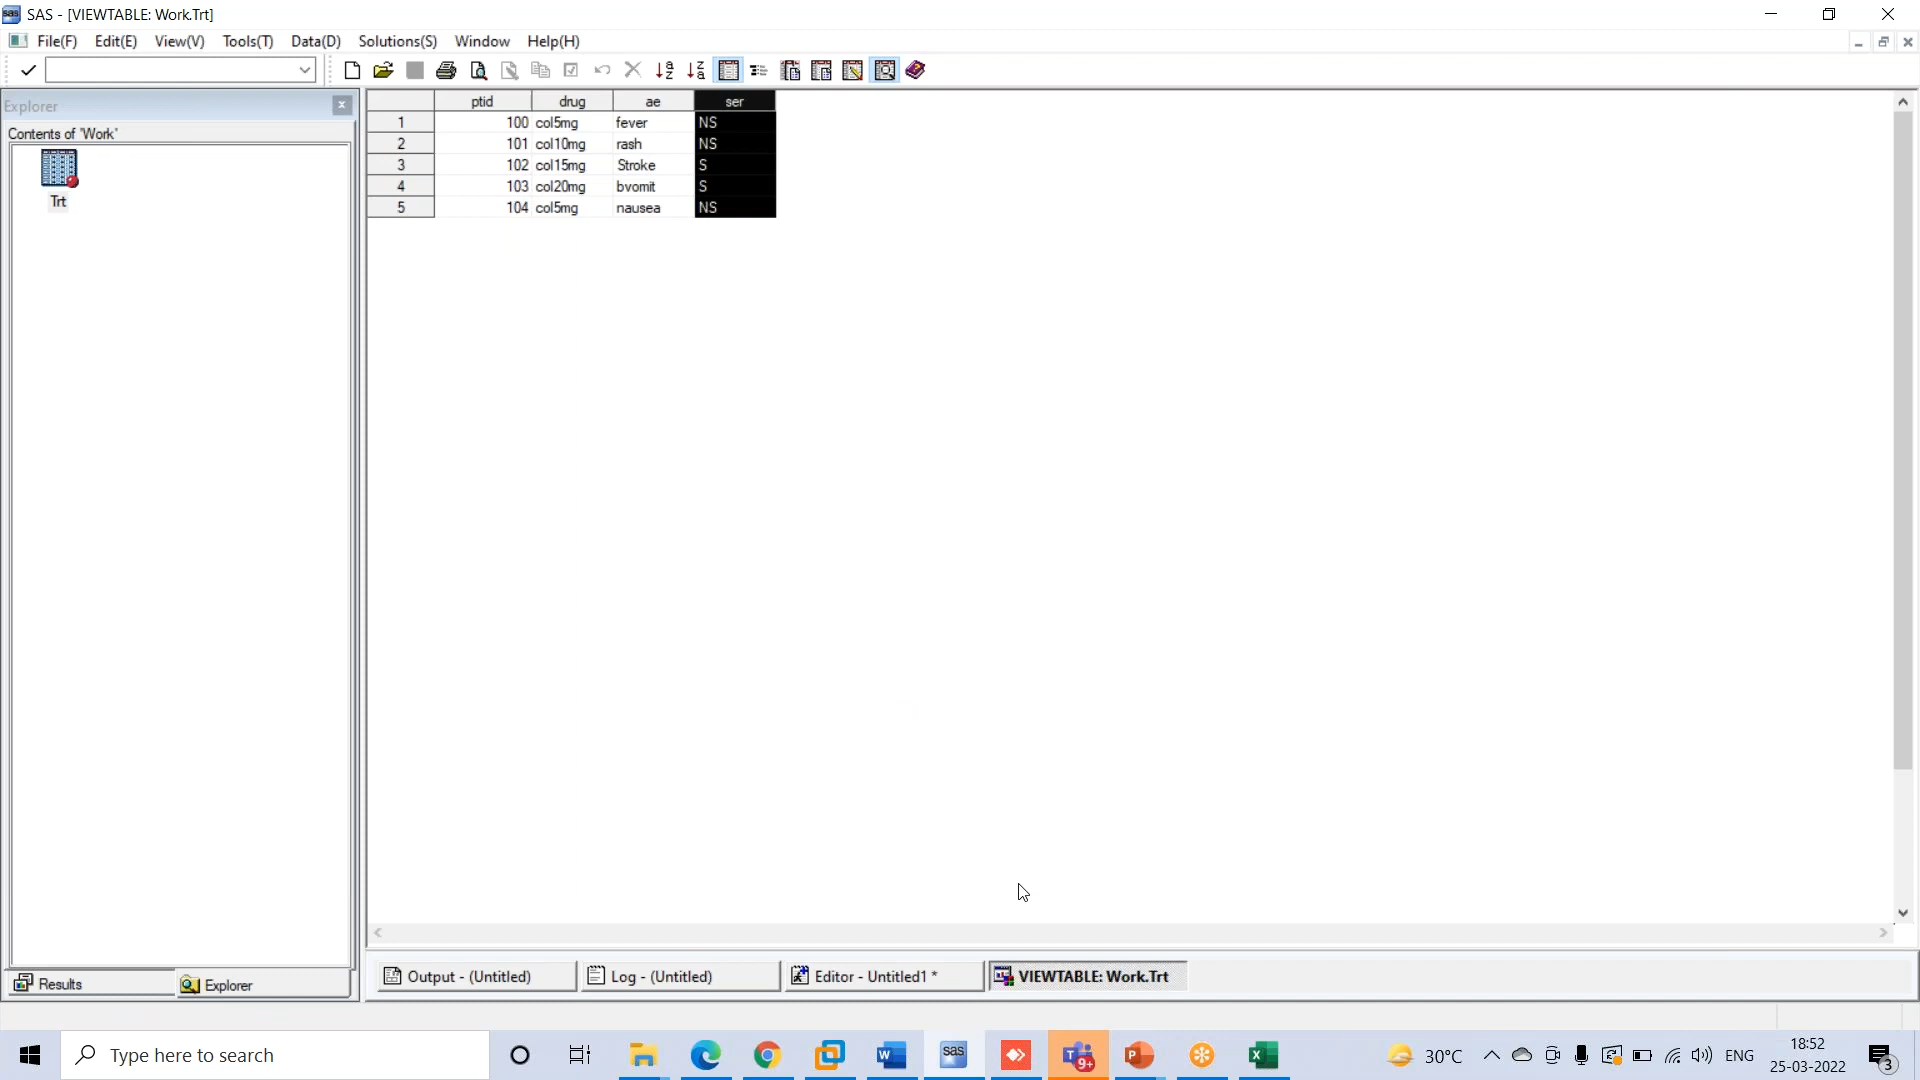 SAS - [VIEWTABLE: Work.Trt]
File(F) Edit(E) View(V) Tools(T) Data(D) Solutions(S) Window Help(H)
Explorer
Contents of 'Work'
Trt
ptid drug ae ser
1 100 col5mg fever NS
2 101 col10mg rash NS
3 102 col15mg Stroke S
4 103 col20mg bvomit S
5 104 col5mg nausea NS
Results Explorer
Output - (Untitled) Log - (Untitled) Editor - Untitled1 * VIEWTABLE: Work.Trt
Type here to search
30°C ENG
18:52
25-03-2022
3
9+
sas